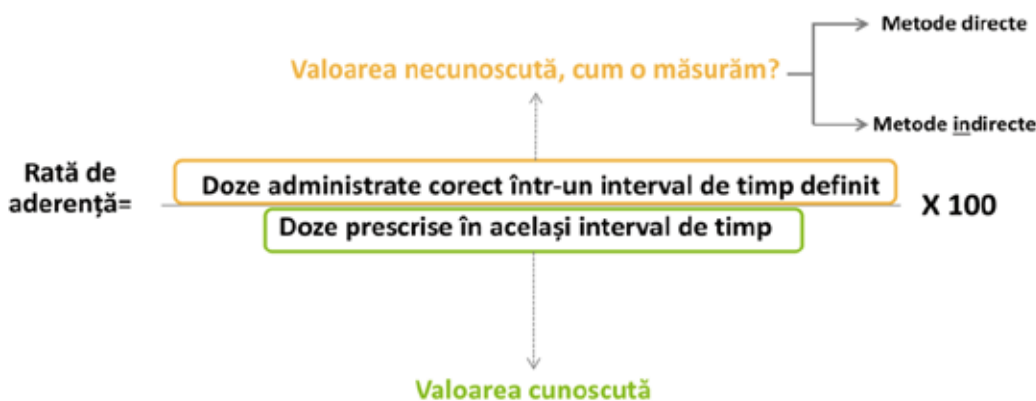 Metode directe
Valoarea necunoscută, cum o măsurăm?
Metode indirecte
Rată de
aderență=
Doze administrate corect într-un interval de timp definit
X 100
Doze prescrise în același interval de timp
Valoarea cunoscută